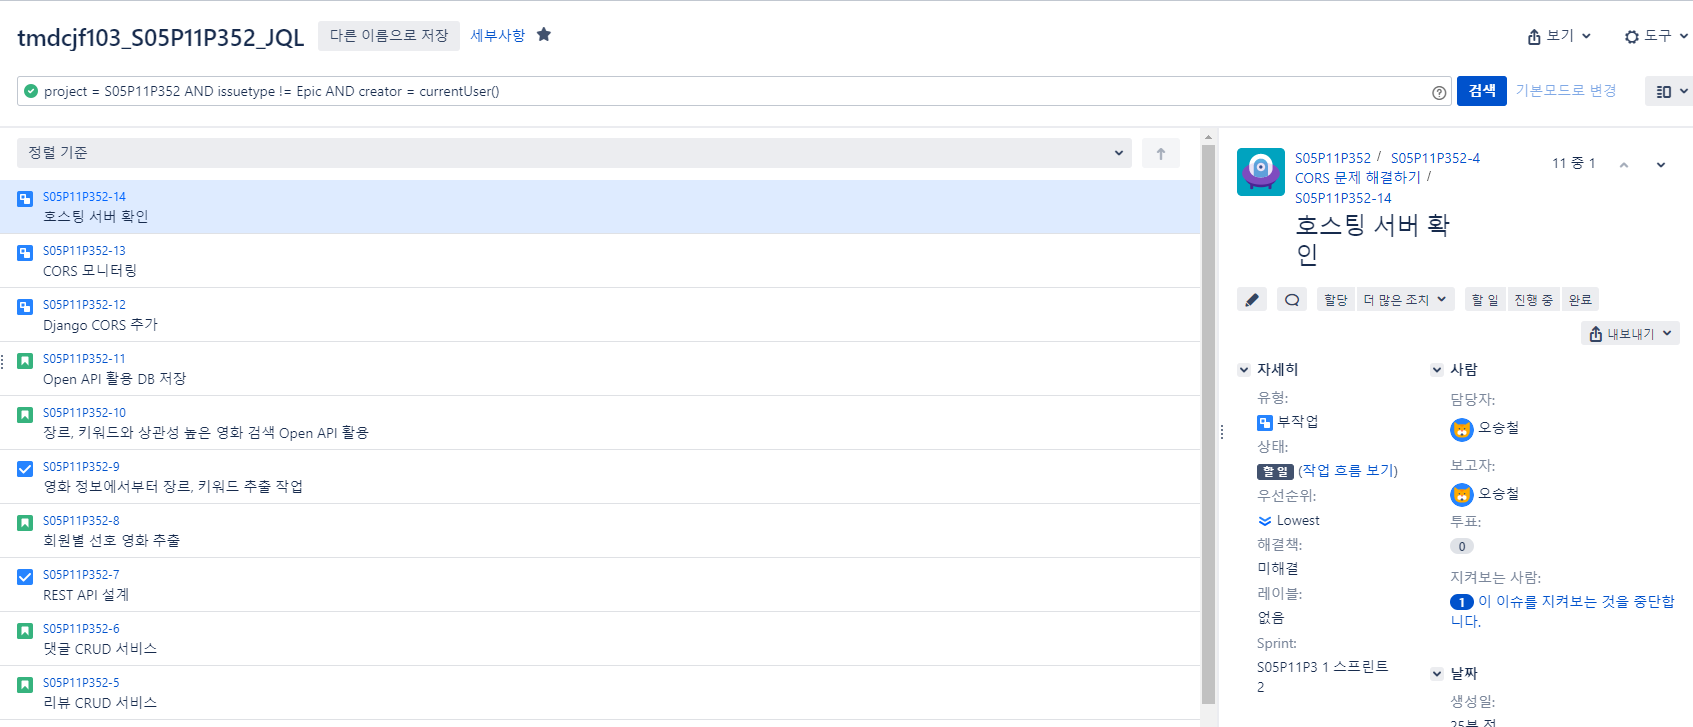 tmdcjf103_S05P11P352_JQL 다른 이름으로 저장 세부사항 보기 도구
project = S05P11P352 AND issuetype != Epic AND creator = currentUser() 검색 기본모드로 변경
정렬 기준
S05P11P352-14
호스팅 서버 확인
S05P11P352-13
CORS 모니터링
S05P11P352-12
Django CORS 추가
S05P11P352-11
Open API 활용 DB 저장
S05P11P352-10
장르, 키워드와 상관성 높은 영화 검색 Open API 활용
S05P11P352-9
영화 정보에서부터 장르, 키워드 추출 작업
S05P11P352-8
회원별 선호 영화 추출
S05P11P352-7
REST API 설계
S05P11P352-6
댓글 CRUD 서비스
S05P11P352-5
리뷰 CRUD 서비스
S05P11P352 / S05P11P352-4
CORS 문제 해결하기 /
S05P11P352-14
11 중 1
호스팅 서버 확
인
할당 더 많은 조치 할 일 진행 중 완료
내보내기
자세히
유형:
부작업
상태:
할 일 (작업 흐름 보기)
우선순위:
Lowest
해결책:
미해결
레이블:
없음
Sprint:
S05P11P3 1 스프린트
2
사람
담당자:
오승철
보고자:
오승철
투표:
0
지켜보는 사람:
1 이 이슈를 지켜보는 것을 중단합
니다.
날짜
생성일:
25분 전